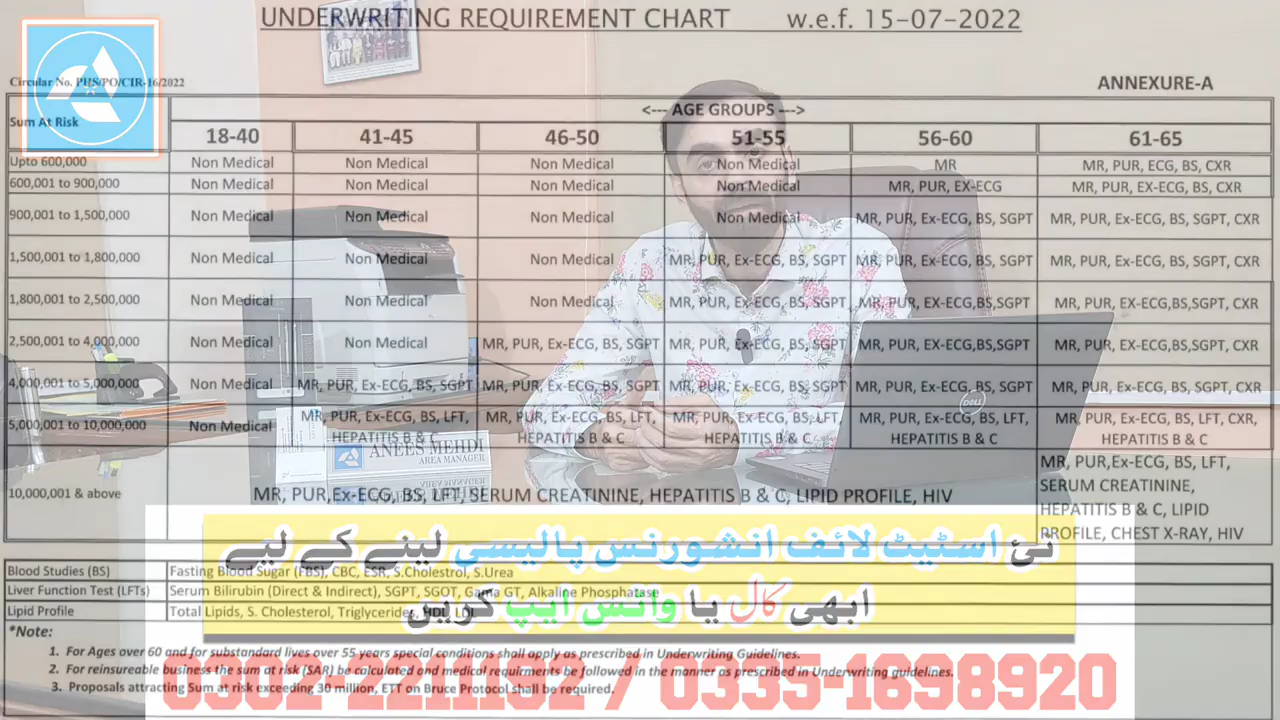 UNDERWRITING REQUIREMENT CHART w.e.f. 15-07-2022
Circular No. PHS/PO/CIR-16/2022 ANNEXURE-A
Sum At Risk <--- AGE GROUPS --->
18-40 41-45 46-50 51-55 56-60 61-65
Upto 600,000 Non Medical Non Medical Non Medical Non Medical MR MR, PUR, ECG, BS, CXR
600,001 to 900,000 Non Medical Non Medical Non Medical Non Medical MR, PUR, EX-ECG MR, PUR, EX-ECG, BS, CXR
900,001 to 1,500,000 Non Medical Non Medical Non Medical Non Medical MR, PUR, Ex-ECG, BS, SGPT MR, PUR, Ex-ECG, BS, SGPT, CXR
1,500,001 to 1,800,000 Non Medical Non Medical Non Medical MR, PUR, Ex-ECG, BS, SGPT MR, PUR, Ex-ECG, BS, SGPT MR, PUR, Ex-ECG, BS, SGPT, CXR
1,800,001 to 2,500,000 Non Medical Non Medical Non Medical MR, PUR, Ex-ECG, BS, SGPT MR, PUR, Ex-ECG, BS,SGPT MR, PUR, Ex-ECG,BS,SGPT, CXR
2,500,001 to 4,000,000 Non Medical Non Medical MR, PUR, Ex-ECG, BS, SGPT MR, PUR, Ex-ECG, BS, SGPT MR, PUR, Ex-ECG,BS,SGPT MR, PUR, Ex-ECG,BS,SGPT, CXR
4,000,001 to 5,000,000 Non Medical MR, PUR, Ex-ECG, BS, SGPT MR, PUR, Ex-ECG, BS, SGPT MR, PUR, Ex-ECG, BS, SGPT MR, PUR, Ex-ECG, BS, SGPT MR, PUR, Ex-ECG, BS, SGPT, CXR
5,000,001 to 10,000,000 Non Medical MR, PUR, Ex-ECG, BS, LFT, HEPATITIS B & C MR, PUR, Ex-ECG, BS, LFT, HEPATITIS B & C MR, PUR, Ex-ECG, BS, LFT, HEPATITIS B & C MR, PUR, Ex-ECG, BS, LFT, HEPATITIS B & C MR, PUR, Ex-ECG, BS, LFT, CXR, HEPATITIS B & C
DELL
ANEES MEHDI
AREA MANAGER
10,000,001 & above MR, PUR,Ex-ECG, BS, LFT, SERUM CREATININE, HEPATITIS B & C, LIPID PROFILE, HIV
MR, PUR,Ex-ECG, BS, LFT,
SERUM CREATININE,
HEPATITIS B & C, LIPID
PROFILE, CHEST X-RAY, HIV
نئ اسٹیٹ لائف انشورنس پالیسی لینے کے لیے
ابھی کال یا واٹس ایپ کریں
Blood Studies (BS) Fasting Blood Sugar (FBS), CBC, ESR, S.Cholestrol, S.Urea
Liver Function Test (LFTs) Serum Bilirubin (Direct & Indirect), SGPT, SGOT, Gama GT, Alkaline Phosphatase
Lipid Profile Total Lipids, S. Cholesterol, Triglycerides, HDL, LDL
*Note:
1. For Ages over 60 and for substandard lives over 55 years special conditions shall apply as prescribed in Underwriting Guidelines.
2. For reinsureable business the sum at risk (SAR) be calculated and medical requirments be followed in the manner as prescribed in Underwriting guidelines.
3. Proposals attracting Sum at risk exceeding 30 million, ETT on Bruce Protocol shall be required.
0302-2211182 / 0335-1698920